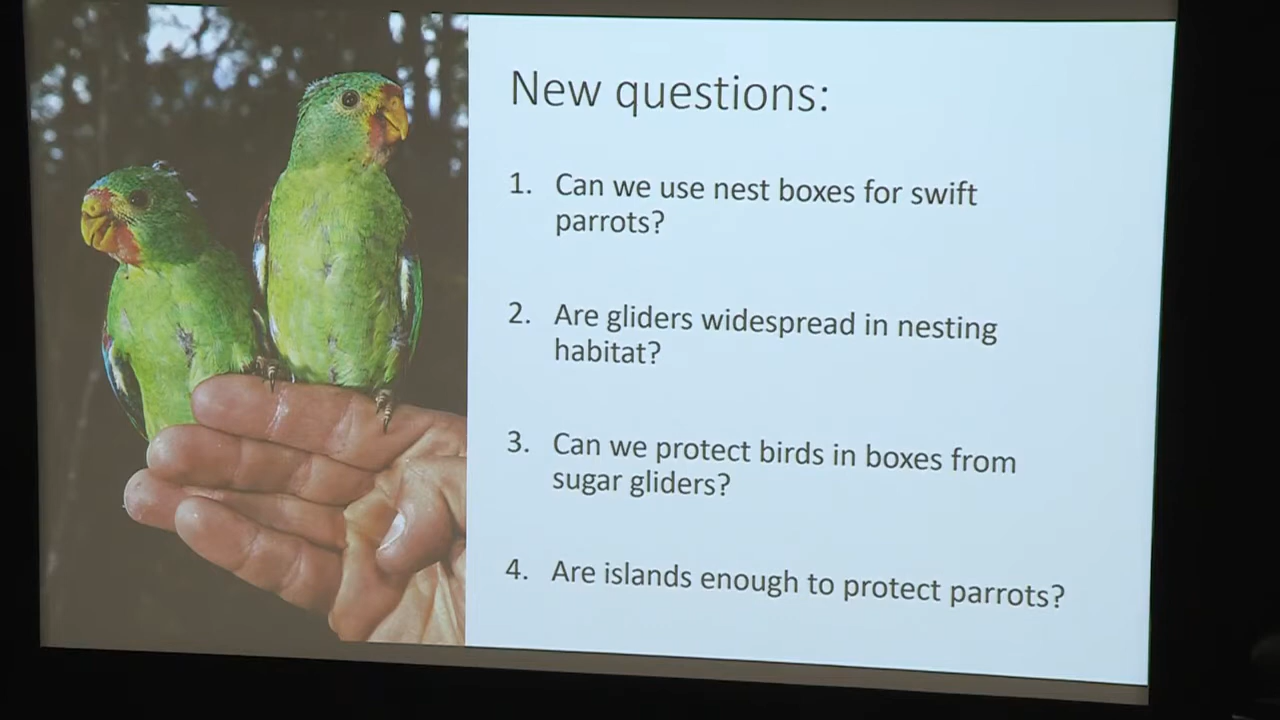 New questions:
1. Can we use nest boxes for swift
parrots?
2. Are gliders widespread in nesting
habitat?
3. Can we protect birds in boxes from
sugar gliders?
4. Are islands enough to protect parrots?